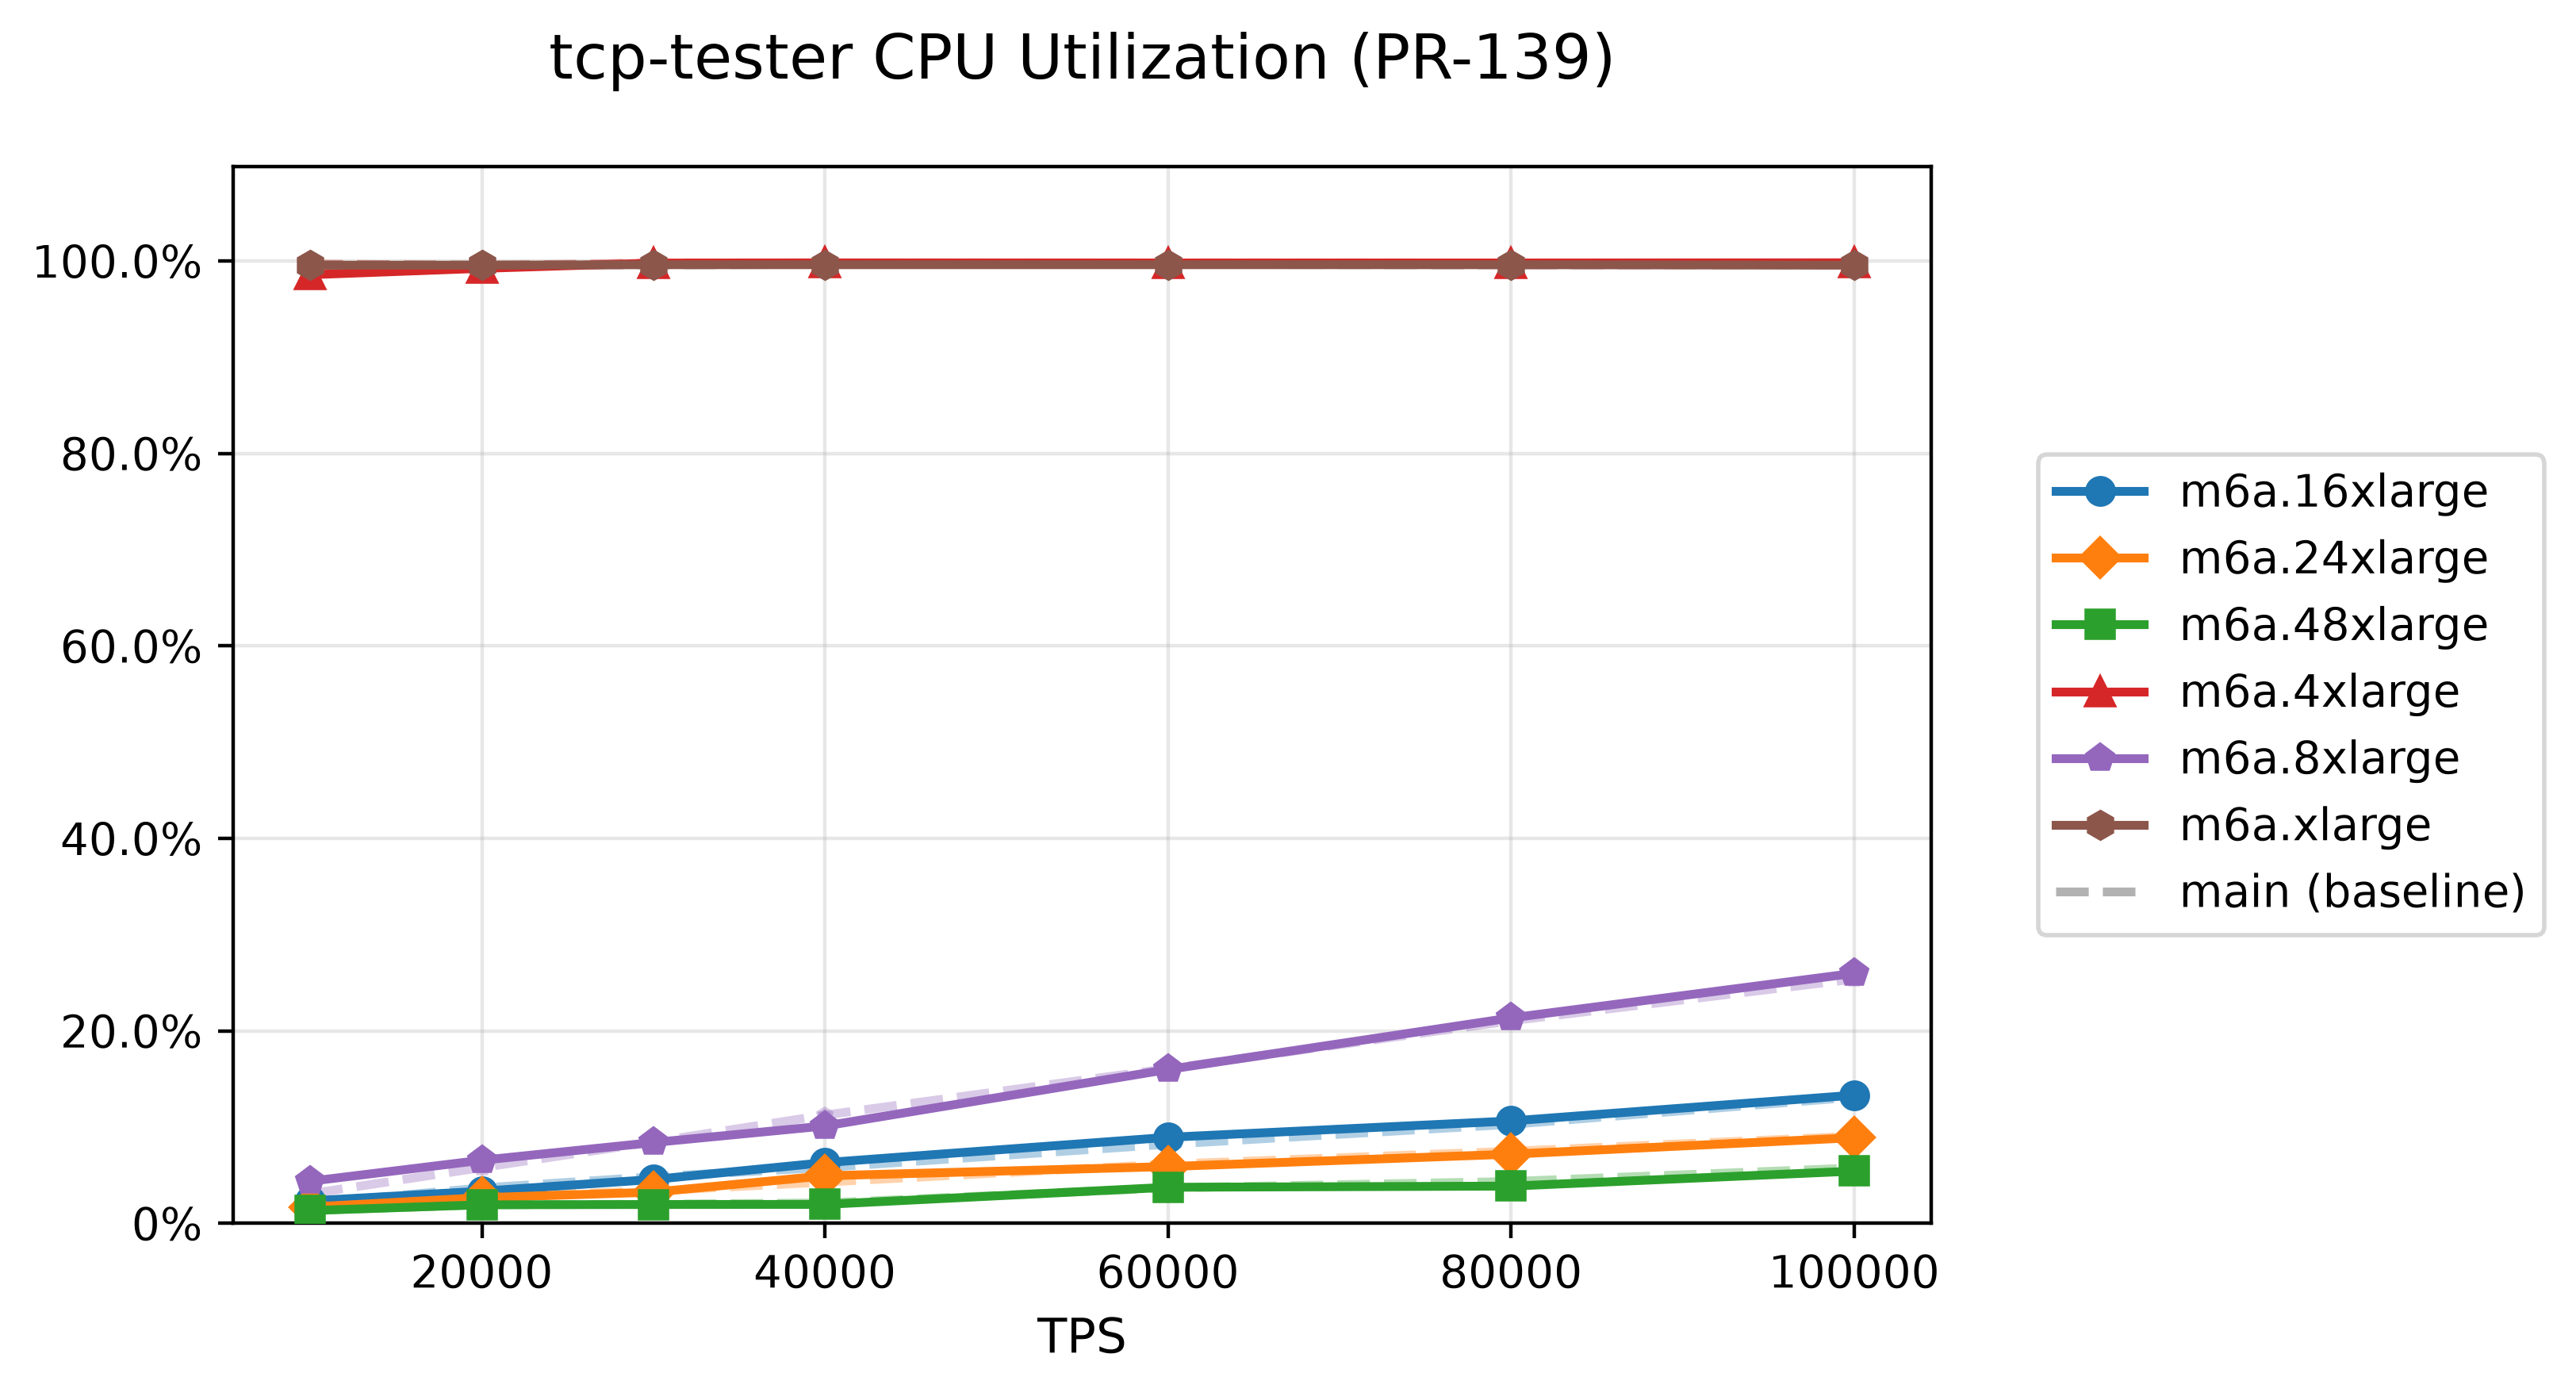 tcp-tester CPU Utilization (PR-139)
100.0%
80.0%
60.0%
40.0%
20.0%
0%
20000 40000 60000 80000 100000
TPS
m6a.16xlarge
m6a.24xlarge
m6a.48xlarge
m6a.4xlarge
m6a.8xlarge
m6a.xlarge
main (baseline)